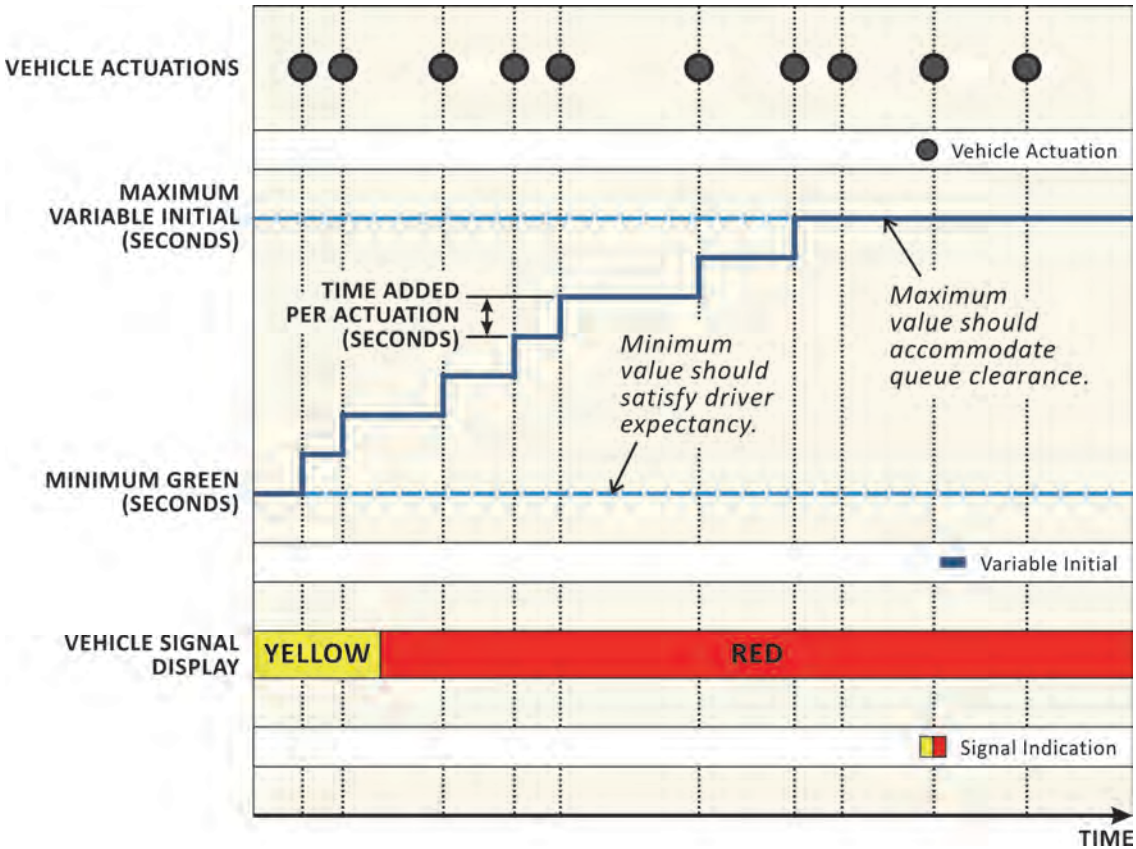 VEHICLE ACTUATIONS
Vehicle Actuation
MAXIMUM
VARIABLE INITIAL
(SECONDS)
TIME ADDED
PER ACTUATION
(SECONDS)
Minimum
value should
satisfy driver
expectancy.
Maximum
value should
accommodate
queue clearance.
MINIMUM GREEN
(SECONDS)
Variable Initial
VEHICLE SIGNAL
DISPLAY
YELLOW
RED
Signal Indication
TIME